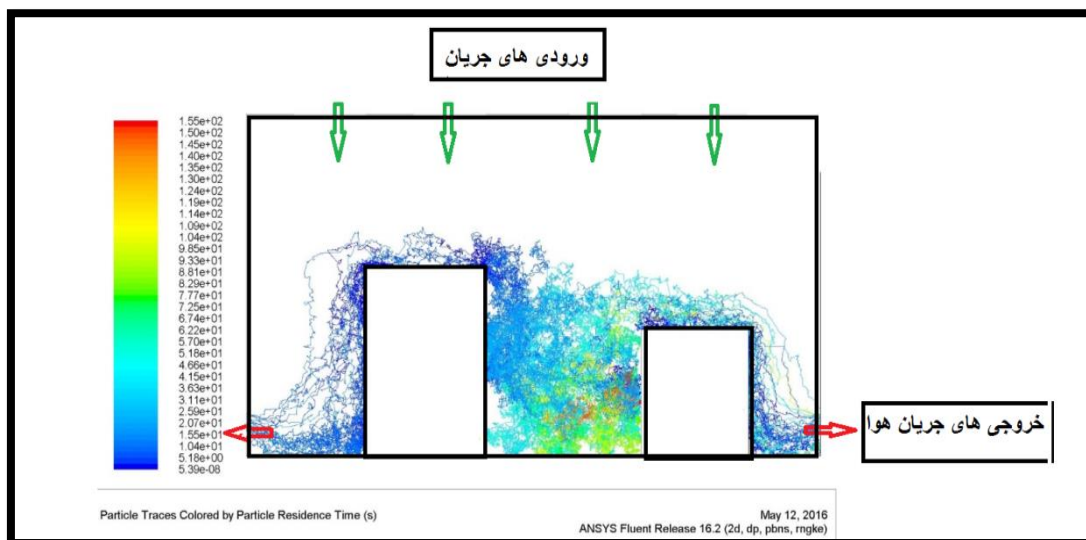 ورودی های جریان
1.55e+02
1.50e+02
1.45e+02
1.40e+02
1.35e+02
1.30e+02
1.24e+02
1.19e+02
1.14e+02
1.09e+02
1.04e+02
9.85e+01
9.33e+01
8.81e+01
8.29e+01
7.77e+01
7.25e+01
6.74e+01
6.22e+01
5.70e+01
5.18e+01
4.66e+01
4.15e+01
3.63e+01
3.11e+01
2.59e+01
2.07e+01
1.55e+01
1.04e+01
5.18e+00
5.39e-08
خروجی های جریان هوا
Particle Traces Colored by Particle Residence Time (s)
May 12, 2016
ANSYS Fluent Release 16.2 (2d, dp, pbns, rngke)